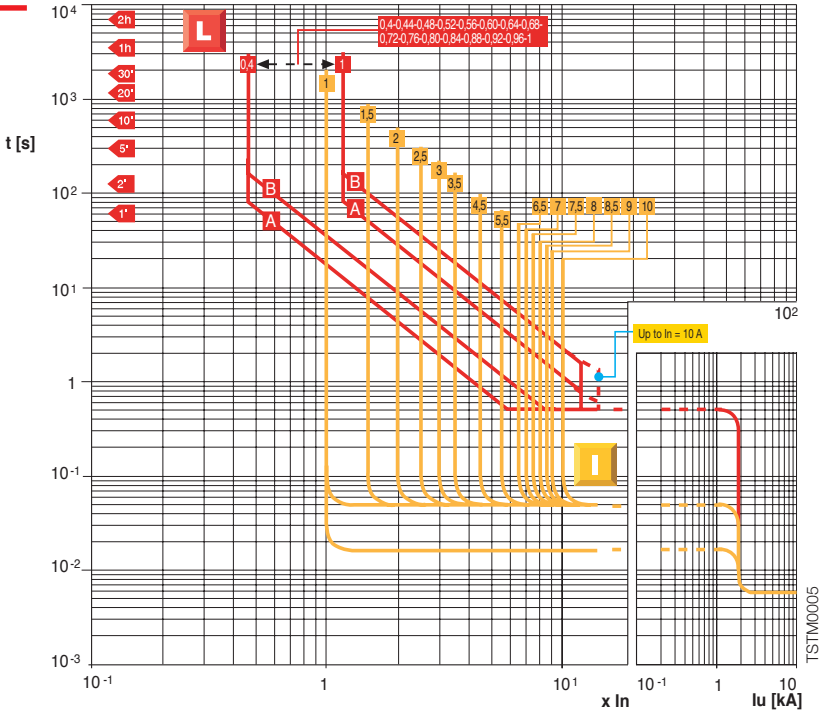 10⁴
2h
L
0,4-0,44-0,48-0,52-0,56-0,60-0,64-0,68-
0,72-0,76-0,80-0,84-0,88-0,92-0,96-1
1h
0,4
1
30'
1
20'
10³
1,5
10'
2
t [s]
5'
2,5
3
3,5
2'
B
B
10²
4,5
6,5 7 7,5 8 8,5 9 10
A
A
1'
5,5
10¹
10²
Up to In = 10 A
1
I
10⁻¹
10⁻²
10⁻³
10⁻¹
1
10¹
x In
10⁻¹
1
10
Iu [kA]
TSTM0005